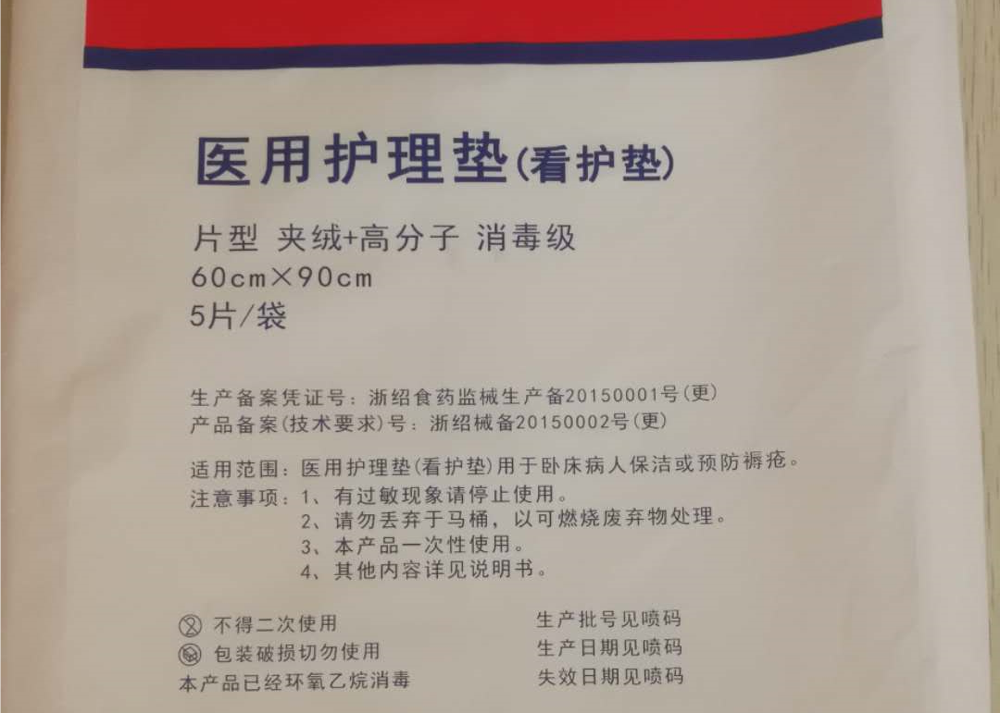 医用护理垫(看护垫)
片型 夹绒+高分子 消毒级
60cm×90cm
5片/袋
生产备案凭证号：浙绍食药监械生产备20150001号(更)
产品备案(技术要求)号：浙绍械备20150002号(更)
适用范围：医用护理垫(看护垫)用于卧床病人保洁或预防褥疮。
注意事项：1、有过敏现象请停止使用。
2、请勿丢弃于马桶，以可燃烧废弃物处理。
3、本产品一次性使用。
4、其他内容详见说明书。
不得二次使用
生产批号见喷码
包装破损切勿使用
生产日期见喷码
本产品已经环氧乙烷消毒
失效日期见喷码